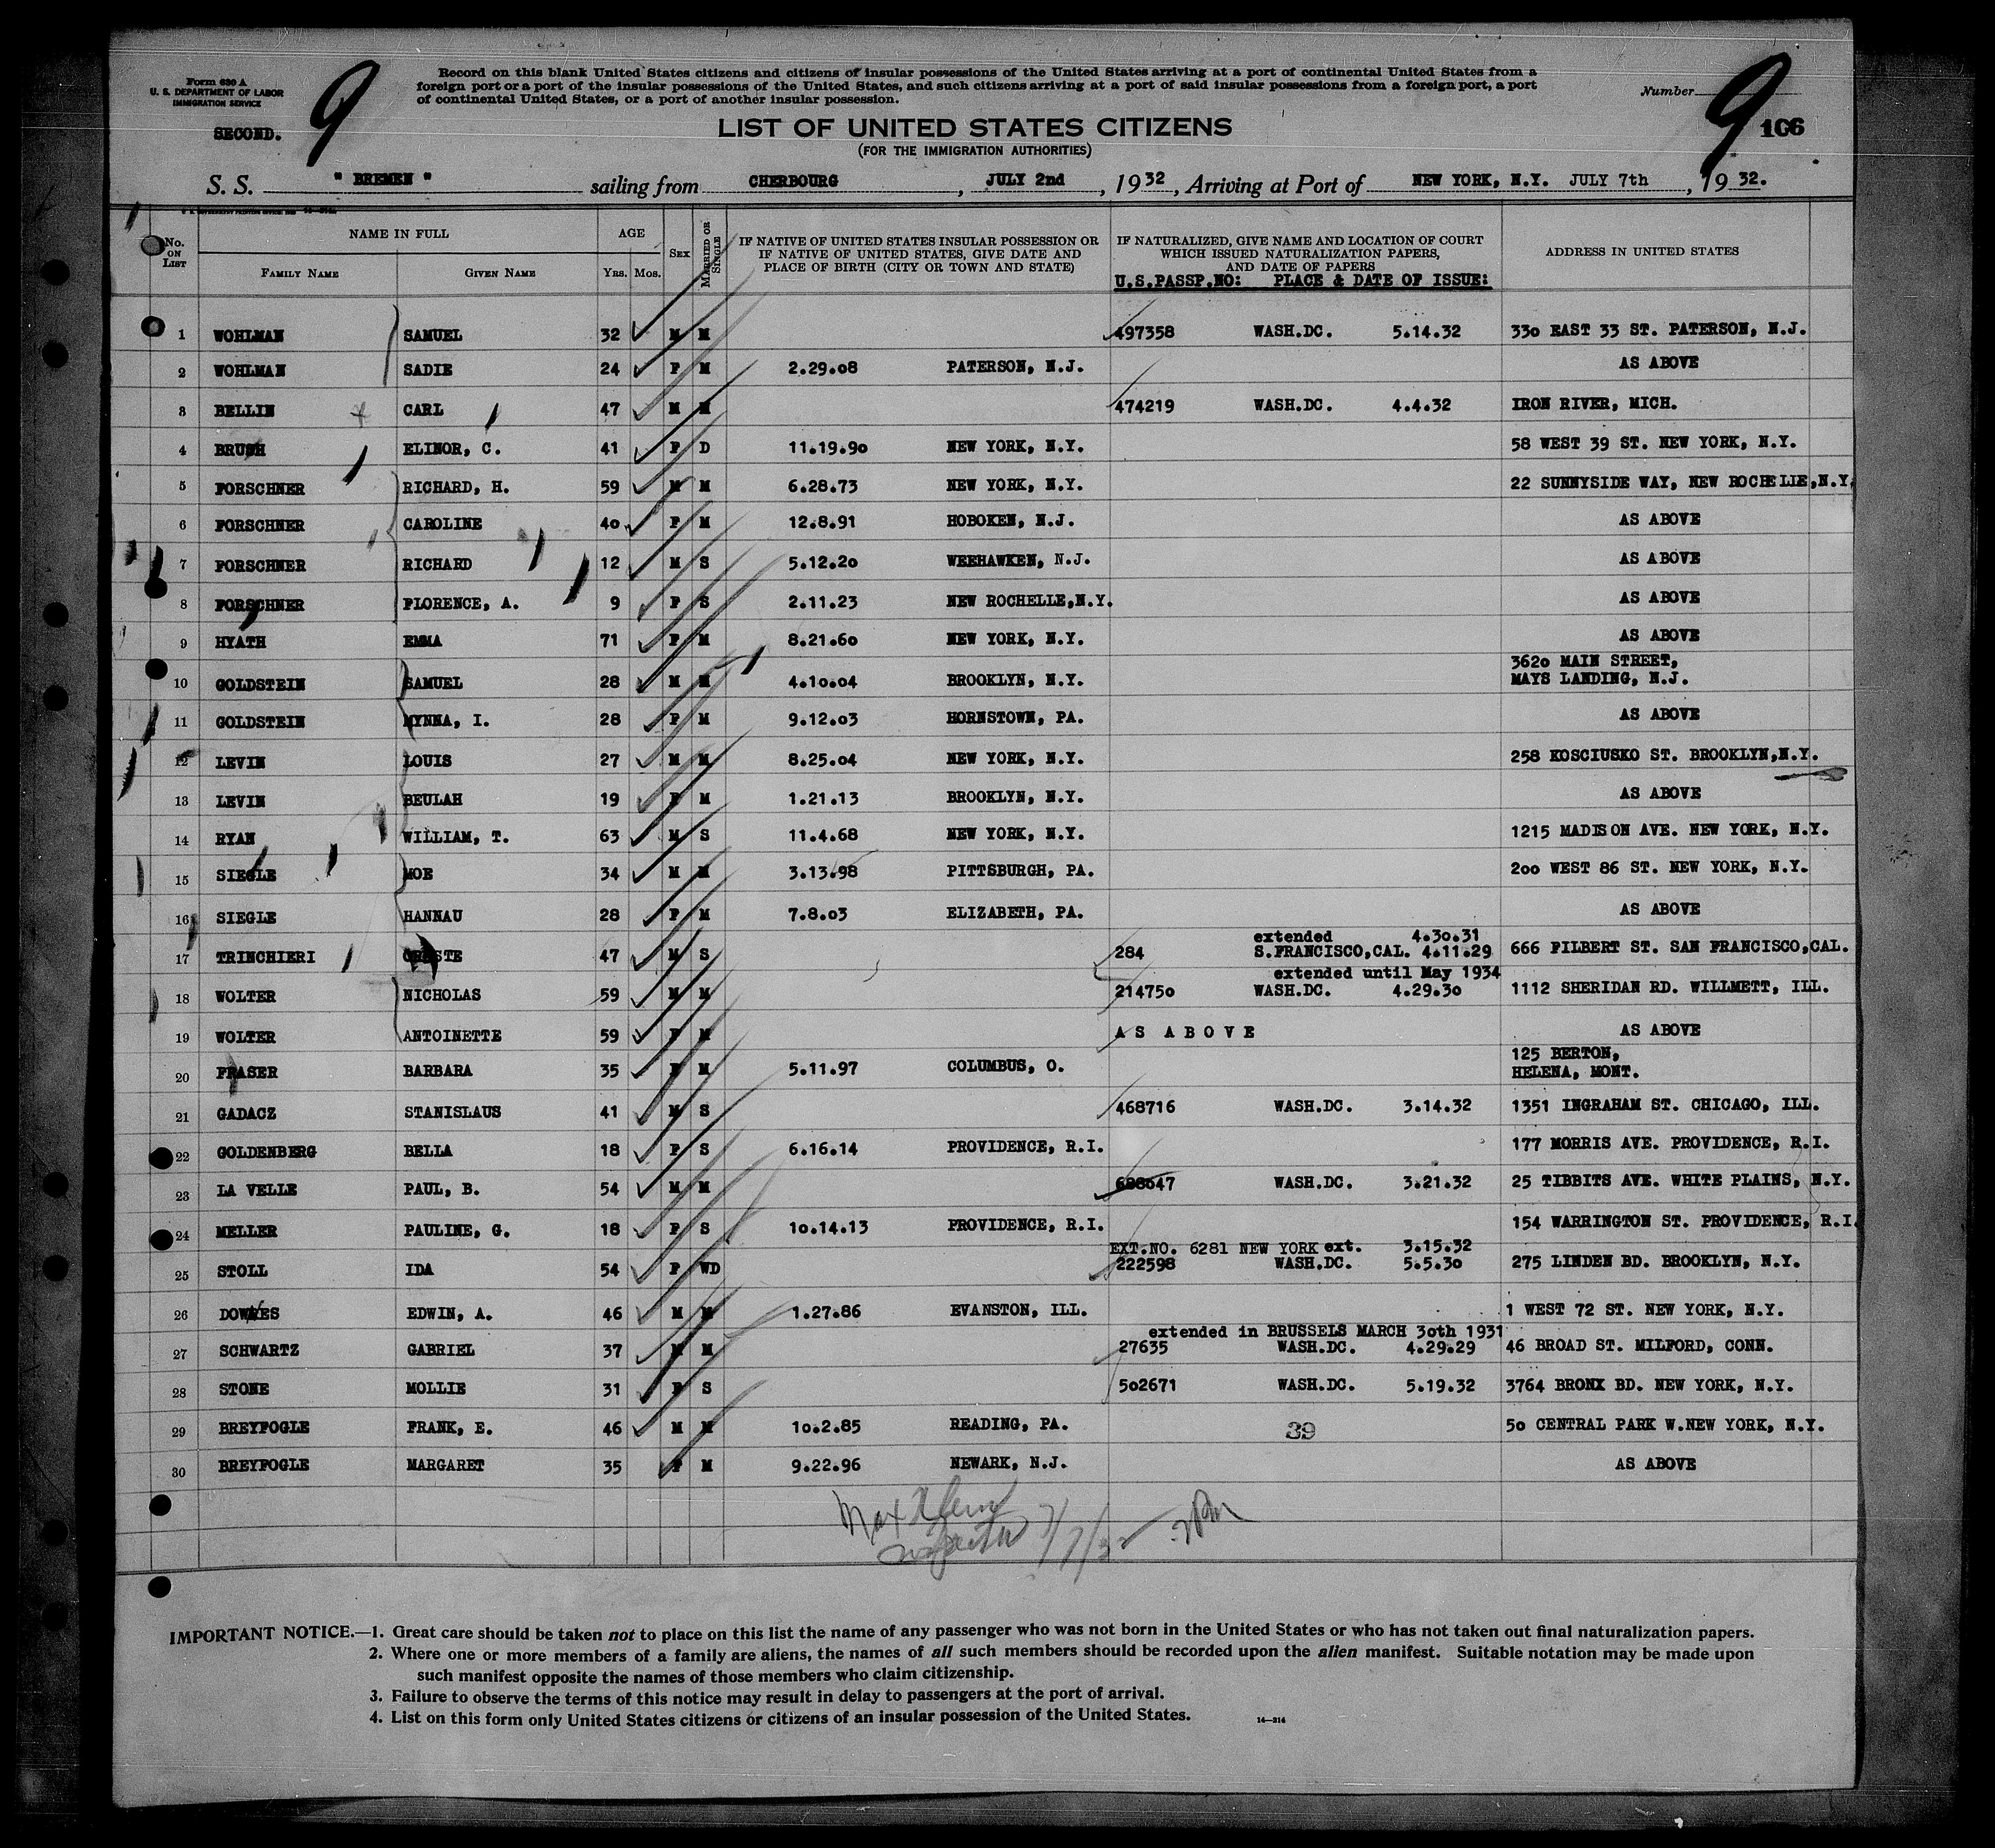 Form 630 A
U. S. DEPARTMENT OF LABOR
IMMIGRATION SERVICE
SECOND.
9
Record on this blank United States citizens and citizens of insular possessions of the United States arriving at a port of continental United States from a
foreign port or a port of the insular possessions of the United States, and such citizens arriving at a port of said insular possessions from a foreign port, a port
of continental United States, or a port of another insular possession.
Number
9
106
LIST OF UNITED STATES CITIZENS
(FOR THE IMMIGRATION AUTHORITIES)
S. S. " BREMEN " sailing from CHERBOURG, JULY 2nd, 1932, Arriving at Port of NEW YORK, N.Y. JULY 7th, 1932.
No. ON LIST
NAME IN FULL
FAMILY NAME GIVEN NAME
AGE
Yrs. Mos.
SEX
MARRIED OR SINGLE
IF NATIVE OF UNITED STATES INSULAR POSSESSION OR
IF NATIVE OF UNITED STATES, GIVE DATE AND
PLACE OF BIRTH (CITY OR TOWN AND STATE)
IF NATURALIZED, GIVE NAME AND LOCATION OF COURT
WHICH ISSUED NATURALIZATION PAPERS,
AND DATE OF PAPERS
U.S.PASSP.NO: PLACE & DATE OF ISSUE:
ADDRESS IN UNITED STATES
1 WOHLMAN SAMUEL 32 M M 497358 WASH.DC. 5.14.32 330 EAST 33 ST. PATERSON, N.J.
2 WOHLMAN SADIE 24 F M 2.29.08 PATERSON, N.J. AS ABOVE
3 BELLIN CARL 47 M M 474219 WASH.DC. 4.4.32 IRON RIVER, MICH.
4 BRUSH ELINOR, C. 41 F D 11.19.90 NEW YORK, N.Y. 58 WEST 39 ST. NEW YORK, N.Y.
5 FORSCHNER RICHARD, H. 59 M M 6.28.73 NEW YORK, N.Y. 22 SUNNYSIDE WAY, NEW ROCHELLE,N.Y.
6 FORSCHNER CAROLINE 40 F M 12.8.91 HOBOKEN, N.J. AS ABOVE
7 FORSCHNER RICHARD 12 M S 5.12.20 WEEHAWKEN, N.J. AS ABOVE
8 FORSCHNER FLORENCE, A. 9 F S 2.11.23 NEW ROCHELLE,N.Y. AS ABOVE
9 HYATH EMMA 71 F M 8.21.60 NEW YORK, N.Y. AS ABOVE
3620 MAIN STREET,
10 GOLDSTEIN SAMUEL 28 M M 4.10.04 BROOKLYN, N.Y. MAYS LANDING, N.J.
11 GOLDSTEIN MYNNA, I. 28 F M 9.12.03 HORNSTOWN, PA. AS ABOVE
12 LEVIN LOUIS 27 M M 8.25.04 NEW YORK, N.Y. 258 KOSCIUSKO ST. BROOKLYN,N.Y.
13 LEVIN BEULAH 19 F M 1.21.13 BROOKLYN, N.Y. AS ABOVE
14 RYAN WILLIAM, T. 63 M S 11.4.68 NEW YORK, N.Y. 1215 MADISON AVE. NEW YORK, N.Y.
15 SIEGLE MOE 34 M M 3.13.98 PITTSBURGH, PA. 200 WEST 86 ST. NEW YORK, N.Y.
16 SIEGLE HANNAU 28 F M 7.8.03 ELIZABETH, PA. AS ABOVE
extended 4.30.31
17 TRINCHIERI 47 M S 284 S.FRANCISCO,CAL. 4.11.29 666 FILBERT ST. SAN FRANCISCO,CAL.
extended until May 1934
18 WOLTER NICHOLAS 59 M M 214750 WASH.DC. 4.29.30 1112 SHERIDAN RD. WILLMETT, ILL.
19 WOLTER ANTOINETTE 59 F M AS ABOVE AS ABOVE
125 BERTON,
20 FRASER BARBARA 35 F M 5.11.97 COLUMBUS, O. HELENA, MONT.
21 GADACZ STANISLAUS 41 M S 468716 WASH.DC. 3.14.32 1351 INGRAHAM ST. CHICAGO, ILL.
22 GOLDENBERG BELLA 18 F S 6.16.14 PROVIDENCE, R.I. 177 MORRIS AVE. PROVIDENCE, R.I.
23 LA VELLE PAUL, B. 54 M M WASH.DC. 3.21.32 25 TIBBITS AVE. WHITE PLAINS, N.Y.
24 MELLER PAULINE, G. 18 F S 10.14.13 PROVIDENCE, R.I. 154 WARRINGTON ST. PROVIDENCE, R.I.
EXT.NO. 6281 NEW YORK ext. 3.15.32
25 STOLL IDA 54 F WD 222598 WASH.DC. 5.5.30 275 LINDEN BD. BROOKLYN, N.Y.
26 EDWIN, A. 46 M M 1.27.86 EVANSTON, ILL. 1 WEST 72 ST. NEW YORK, N.Y.
extended in BRUSSELS MARCH 30th 1931
27 SCHWARTZ GABRIEL 37 M M 27635 WASH.DC. 4.29.29 46 BROAD ST. MILFORD, CONN.
28 STONE MOLLIE 31 F S 502671 WASH.DC. 5.19.32 3764 BRONX BD. NEW YORK, N.Y.
29 BREYFOGLE FRANK, E. 46 M M 10.2.85 READING, PA. 39 50 CENTRAL PARK W.NEW YORK, N.Y.
30 BREYFOGLE MARGARET 35 F M 9.22.96 NEWARK, N.J. AS ABOVE
Max
7/7/32
IMPORTANT NOTICE.—1. Great care should be taken not to place on this list the name of any passenger who was not born in the United States or who has not taken out final naturalization papers.
2. Where one or more members of a family are aliens, the names of all such members should be recorded upon the alien manifest. Suitable notation may be made upon
such manifest opposite the names of those members who claim citizenship.
3. Failure to observe the terms of this notice may result in delay to passengers at the port of arrival.
4. List on this form only United States citizens or citizens of an insular possession of the United States.
14—214